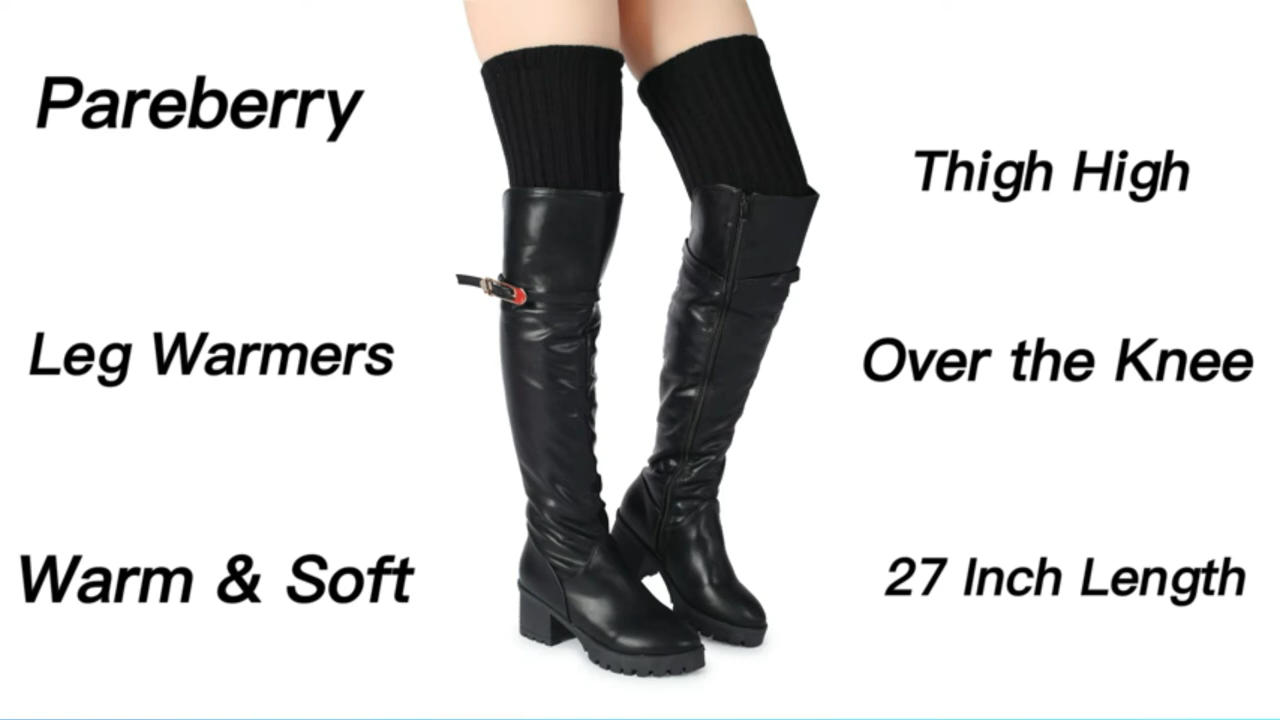 Pareberry
Thigh High
Leg Warmers
Over the Knee
Warm & Soft
27 Inch Length